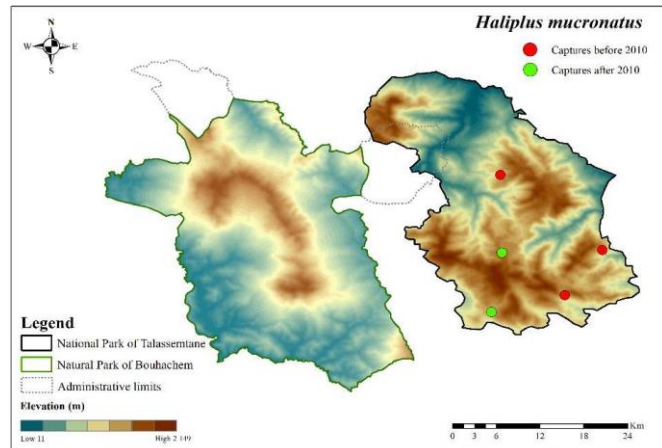 Haliplus mucronatus
N
W E
S
Captures before 2010
Captures after 2010
Legend
National Park of Talassemtane
Natural Park of Bouhachem
Administrative limits
Elevation (m)
Low 11 High 2 149
Km
0 3 6 12 18 24